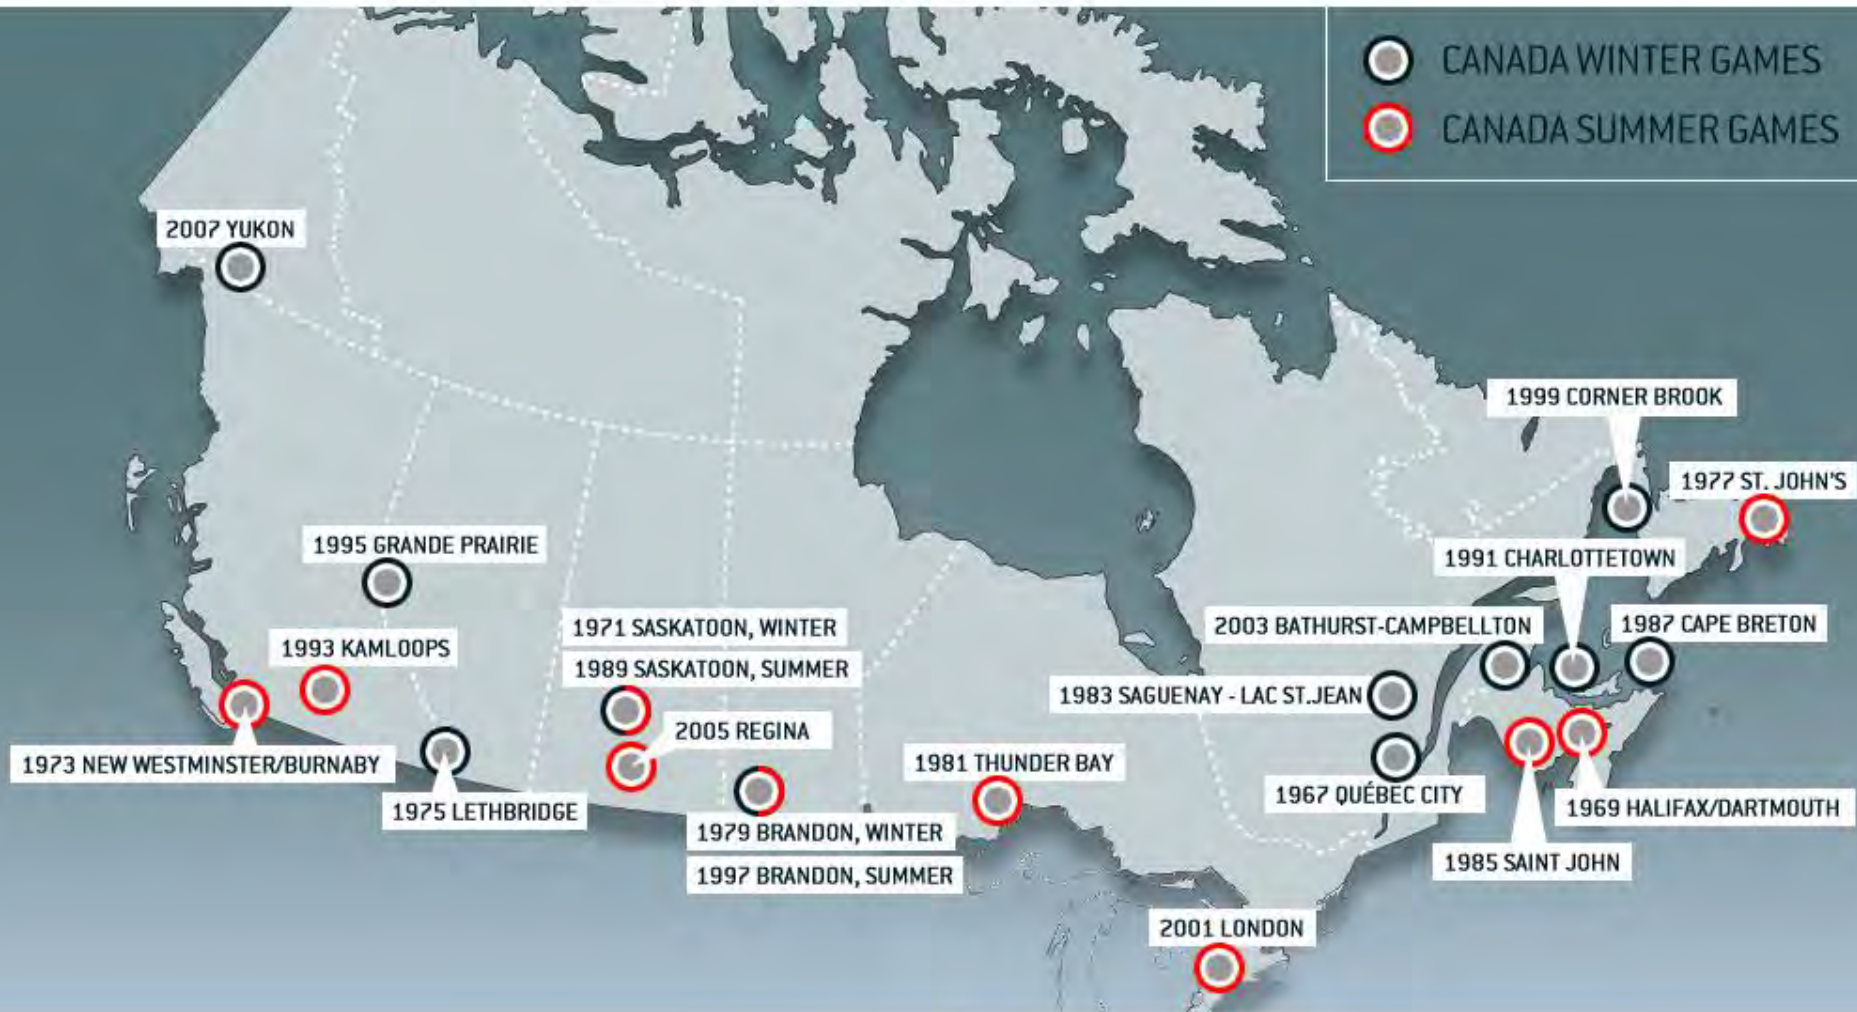 CANADA WINTER GAMES
CANADA SUMMER GAMES
2007 YUKON
1999 CORNER BROOK
1977 ST. JOHN'S
1995 GRANDE PRAIRIE
1991 CHARLOTTETOWN
1971 SASKATOON, WINTER
2003 BATHURST-CAMPBELLTON
1987 CAPE BRETON
1993 KAMLOOPS
1989 SASKATOON, SUMMER
1983 SAGUENAY - LAC ST.JEAN
2005 REGINA
1973 NEW WESTMINSTER/BURNABY
1981 THUNDER BAY
1967 QUÉBEC CITY
1969 HALIFAX/DARTMOUTH
1975 LETHBRIDGE
1979 BRANDON, WINTER
1985 SAINT JOHN
1997 BRANDON, SUMMER
2001 LONDON